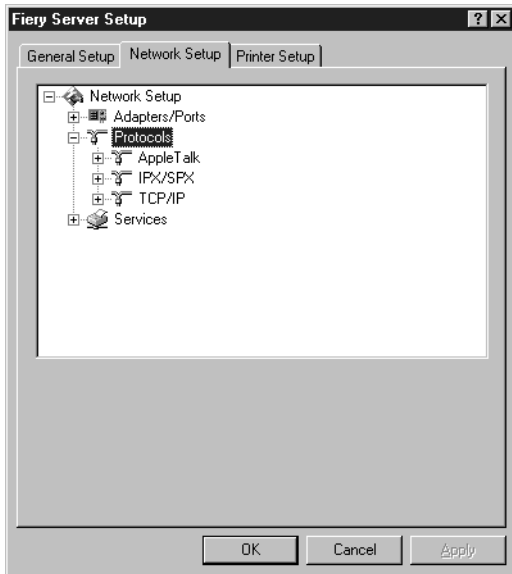 Fiery Server Setup
General Setup Network Setup Printer Setup
Network Setup
Adapters/Ports
Protocols
AppleTalk
IPX/SPX
TCP/IP
Services
OK Cancel Apply